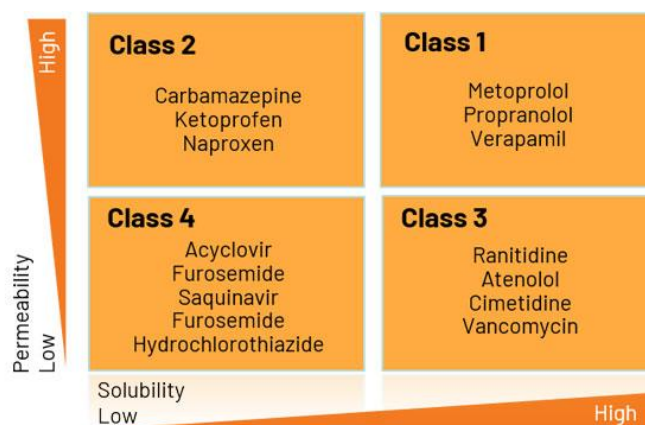 High
Permeability
Low
Class 2
Carbamazepine
Ketoprofen
Naproxen
Class 1
Metoprolol
Propranolol
Verapamil
Class 4
Acyclovir
Furosemide
Saquinavir
Furosemide
Hydrochlorothiazide
Class 3
Ranitidine
Atenolol
Cimetidine
Vancomycin
Solubility
Low
High